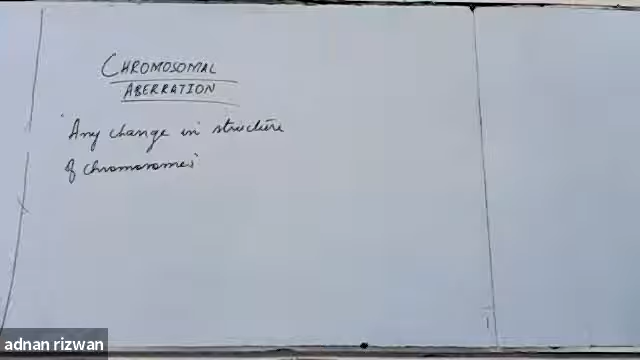 CHROMOSOMAL
ABERRATION
"Any change in structure
of chromosomes"
adnan rizwan